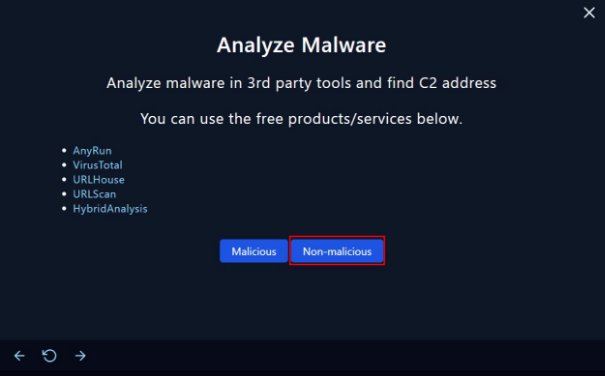 Analyze Malware
Analyze malware in 3rd party tools and find C2 address
You can use the free products/services below.
AnyRun
VirusTotal
URLHouse
URLScan
HybridAnalysis
Malicious Non-malicious